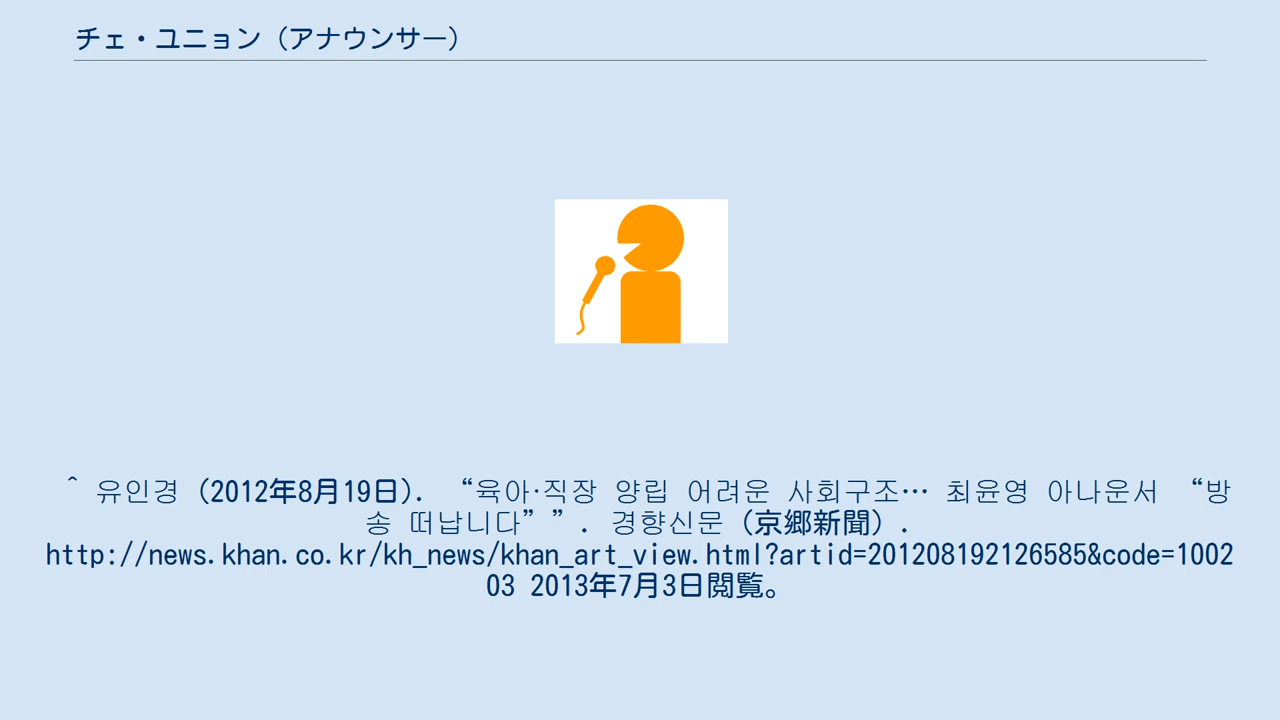 チェ・ユニョン（アナウンサー）
^ 유인경 (2012年8月19日). “육아·직장 양립 어려운 사회구조… 최윤영 아나운서 “방
송 떠납니다””. 경향신문 (京郷新聞).
http://news.khan.co.kr/kh_news/khan_art_view.html?artid=201208192126585&code=1002
03 2013年7月3日閲覧。